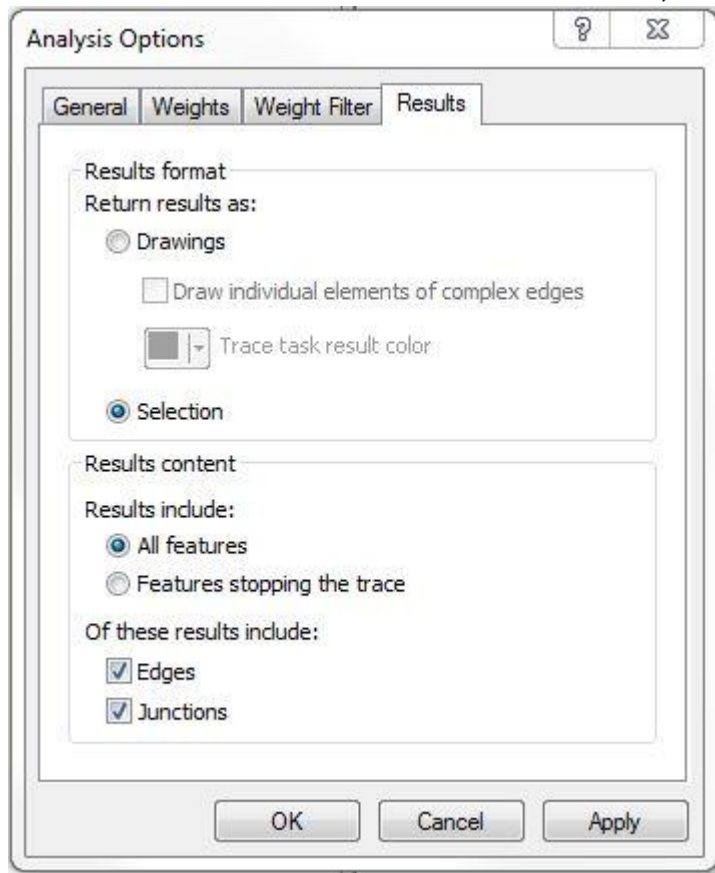 Analysis Options
General Weights Weight Filter Results
Results format
Return results as:
Drawings
Draw individual elements of complex edges
Trace task result color
Selection
Results content
Results include:
All features
Features stopping the trace
Of these results include:
Edges
Junctions
OK Cancel Apply